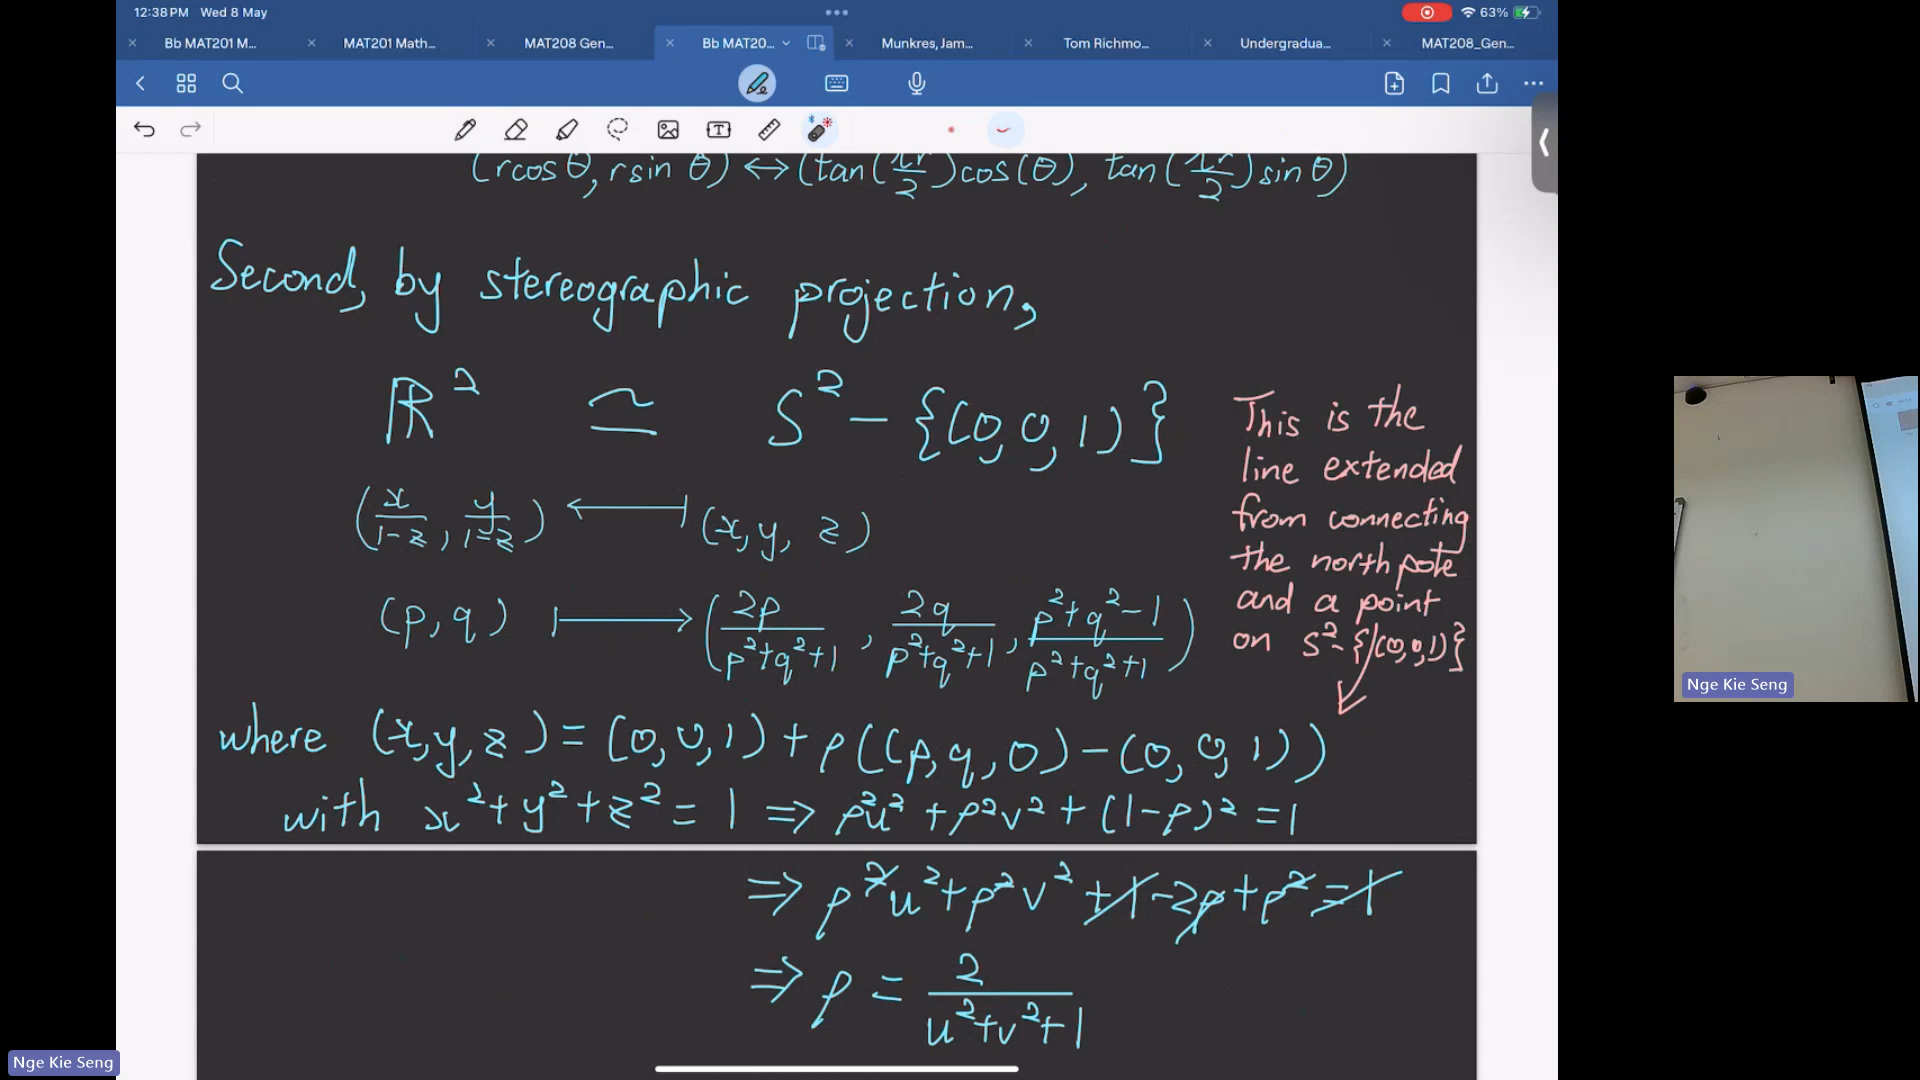 12:38 PM Wed 8 May
63%
Bb MAT201 M...
MAT201 Math...
MAT208 Gen...
Bb MAT20...
Munkres, Jam...
Tom Richmo...
Undergradua...
MAT208_Gen...
(rcosθ, rsin θ) ↔ (tan(πr/2)cos(θ), tan(πr/2)sin θ)
Second, by stereographic projection,
ℝ² ≃ S² − {(0,0,1)}
(x/1-z, y/1-z) ⟻ (x, y, z)
(p, q) ⟼ (2p/p²+q²+1, 2q/p²+q²+1, p²+q²−1/p²+q²+1)
This is the
line extended
from connecting
the north pole
and a point
on S²-{(0,0,1)}
where (x,y,z) = (0,0,1) + ρ((p,q,0) − (0,0,1))
with x²+y²+z² = 1 ⇒ ρ²u² + ρ²v² + (1-ρ)² = 1
⇒ ρ²u² + ρ²v² + 1 − 2ρ + ρ² = 1
⇒ ρ = 2/u²+v²+1
Nge Kie Seng
Nge Kie Seng